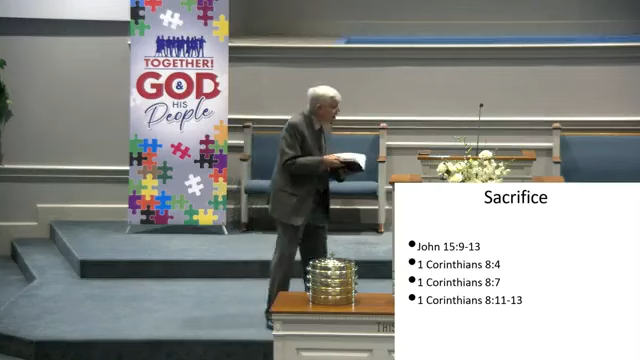 TOGETHER!
GOD
&
HIS
People
Sacrifice
John 15:9-13
1 Corinthians 8:4
1 Corinthians 8:7
1 Corinthians 8:11-13
THIS